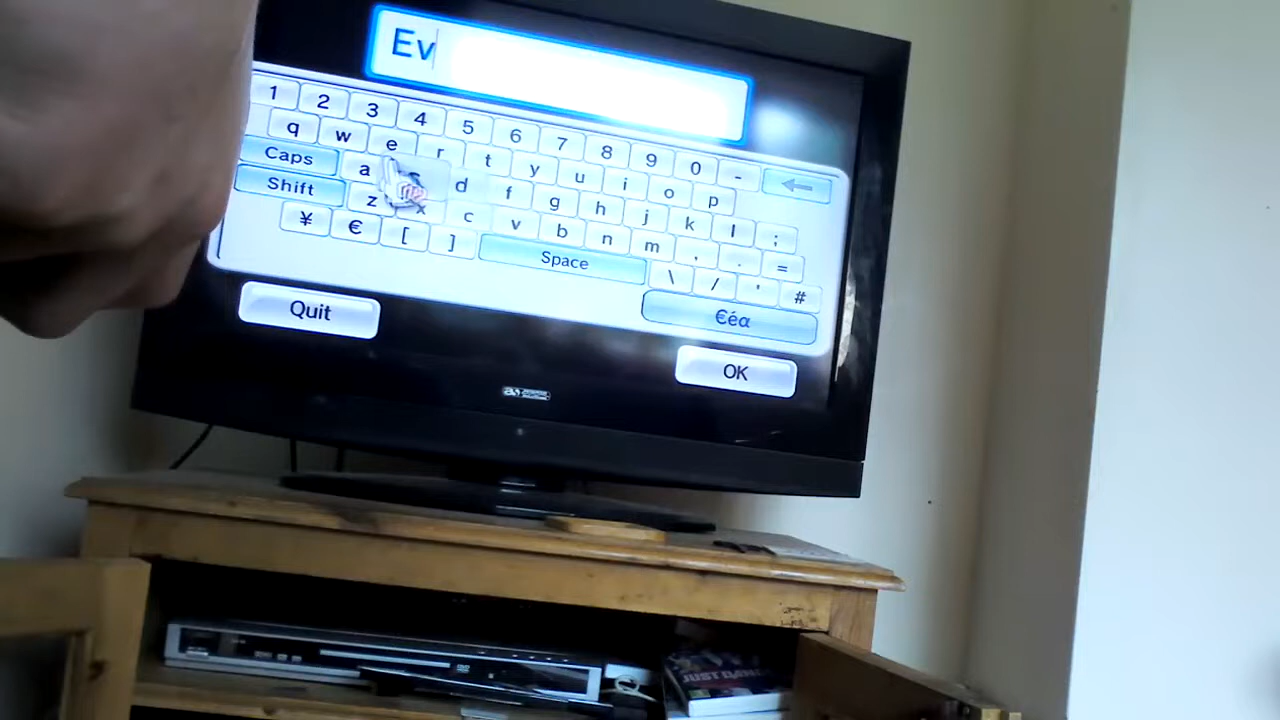 Ev
1 2 3 4 5 6 7 8 9 0 - ←
q w e r t y u i o p
Caps a d f g h j k l ;
Shift z x c v b n m , . =
¥ € [ ] Space \ / ' #
€éα
Quit
OK
JUST DANCE